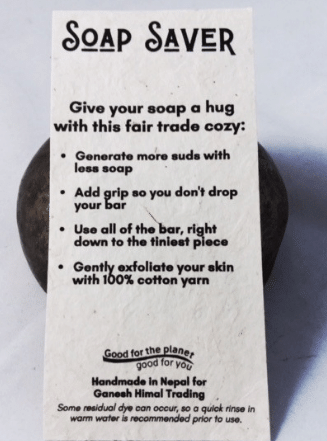 SOAP SAVER
Give your soap a hug
with this fair trade cozy:
• Generate more suds with
less soap
• Add grip so you don't drop
your bar
• Use all of the bar, right
down to the tiniest piece
• Gently exfoliate your skin
with 100% cotton yarn
Good for the planet
good for you
Handmade in Nepal for
Ganesh Himal Trading
Some residual dye can occur, so a quick rinse in
warm water is recommended prior to use.